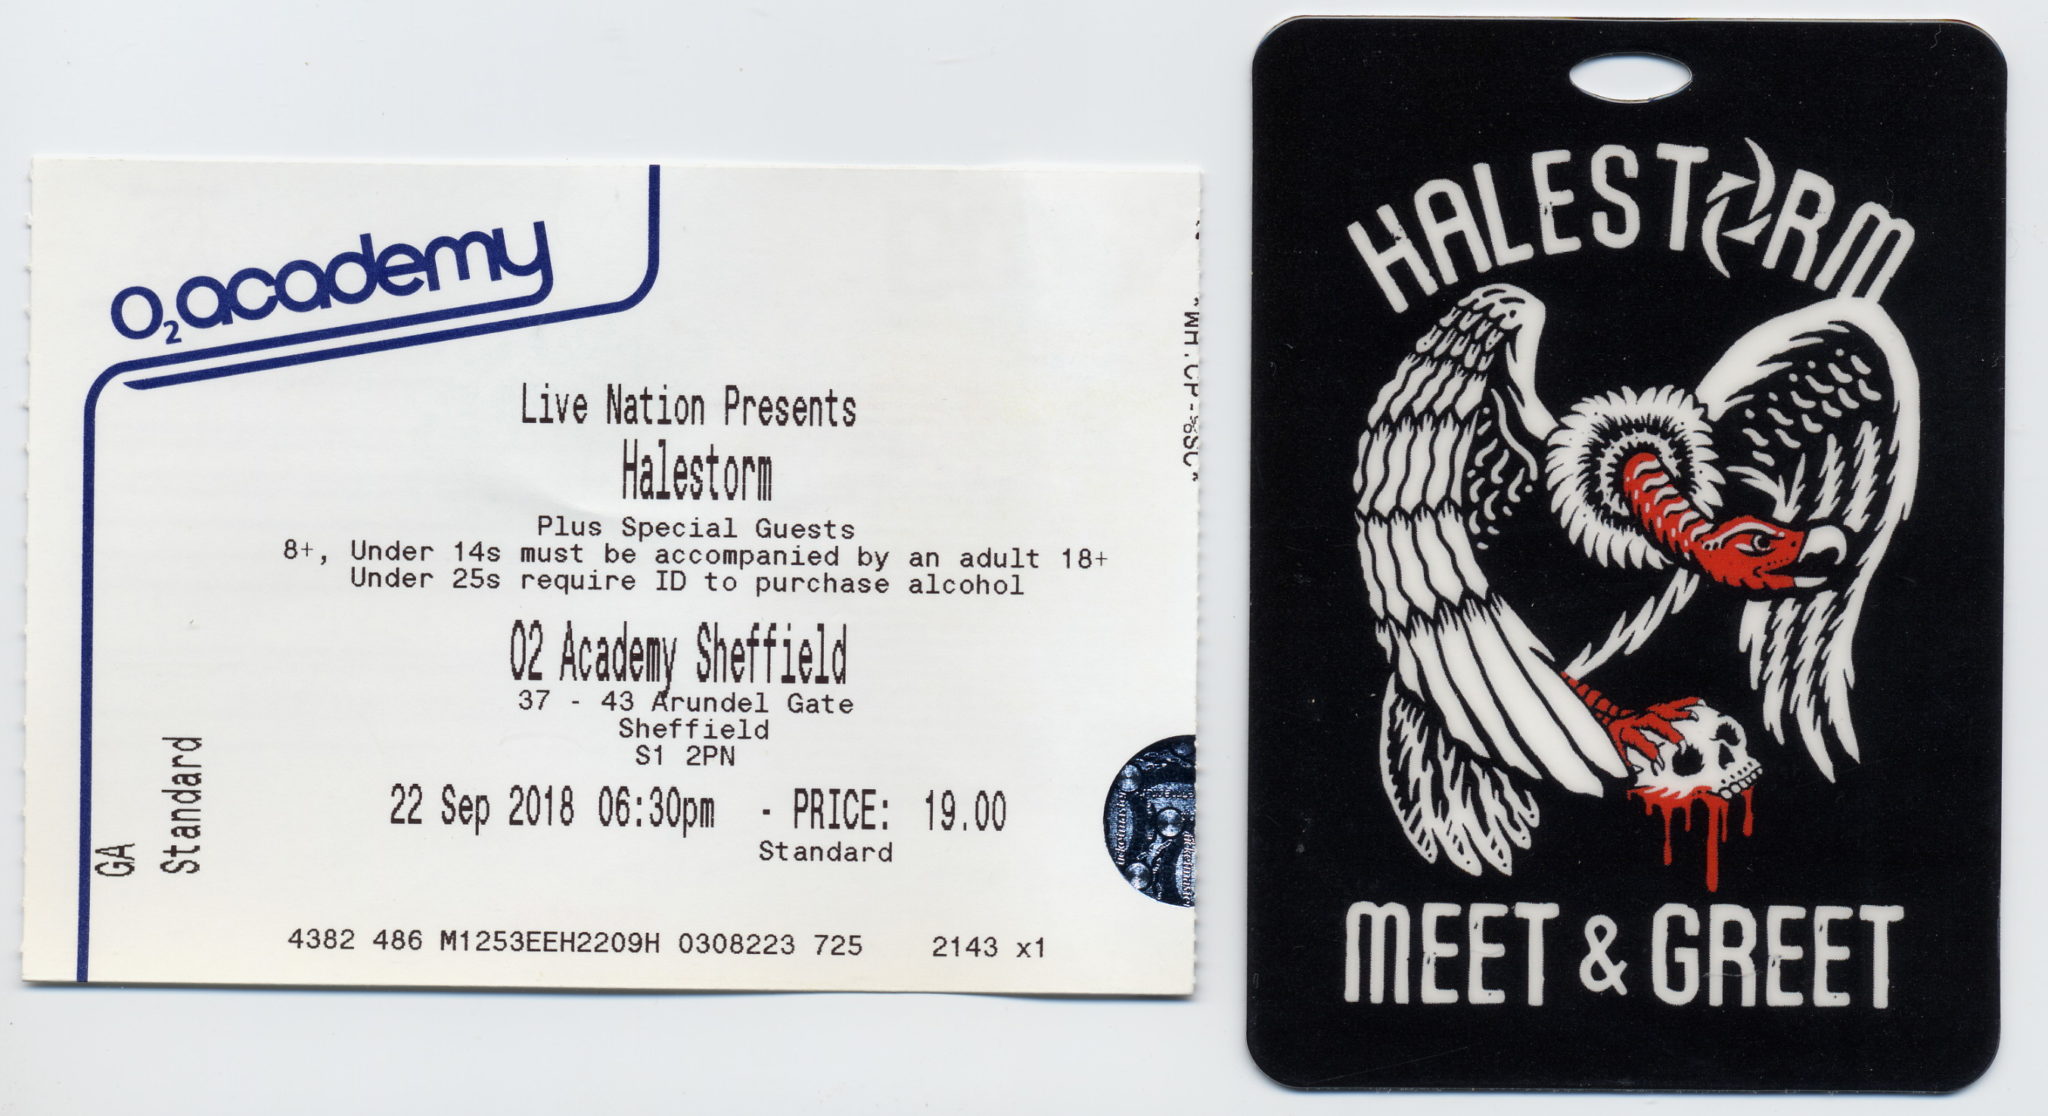 O2 academy
Live Nation Presents
Halestorm
Plus Special Guests
8+, Under 14s must be accompanied by an adult 18+
Under 25s require ID to purchase alcohol
O2 Academy Sheffield
37 - 43 Arundel Gate
Sheffield
S1 2PN
22 Sep 2018 06:30pm - PRICE: 19.00
Standard
GA
Standard
4382 486 M1253EEH2209H 0308223 725 2143 x1
HALESTORM
MEET & GREET